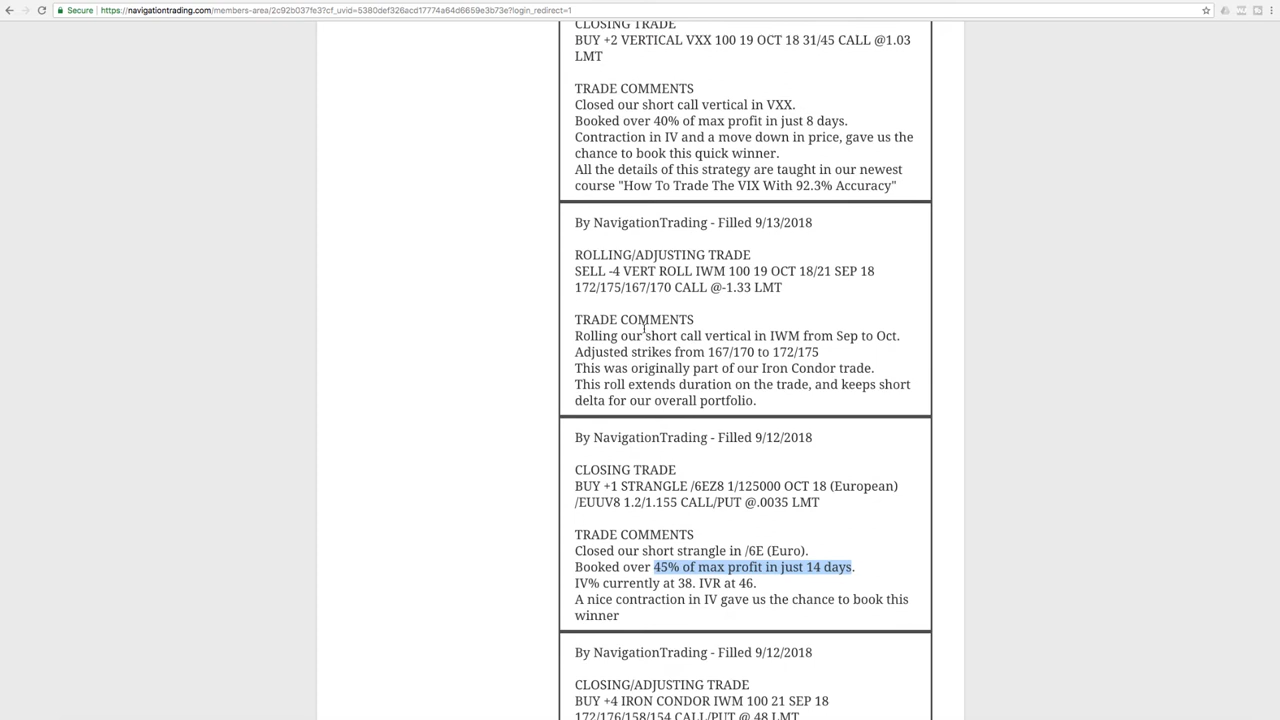 Secure | https://navigationtrading.com/members-area/2c92b037fe3?cf_uvid=5380def326acd17774a64d6659e3b73e?login_redirect=1
CLOSING TRADE
BUY +2 VERTICAL VXX 100 19 OCT 18 31/45 CALL @1.03
LMT
TRADE COMMENTS
Closed our short call vertical in VXX.
Booked over 40% of max profit in just 8 days.
Contraction in IV and a move down in price, gave us the
chance to book this quick winner.
All the details of this strategy are taught in our newest
course "How To Trade The VIX With 92.3% Accuracy"
By NavigationTrading - Filled 9/13/2018
ROLLING/ADJUSTING TRADE
SELL -4 VERT ROLL IWM 100 19 OCT 18/21 SEP 18
172/175/167/170 CALL @-1.33 LMT
TRADE COMMENTS
Rolling our short call vertical in IWM from Sep to Oct.
Adjusted strikes from 167/170 to 172/175
This was originally part of our Iron Condor trade.
This roll extends duration on the trade, and keeps short
delta for our overall portfolio.
By NavigationTrading - Filled 9/12/2018
CLOSING TRADE
BUY +1 STRANGLE /6EZ8 1/125000 OCT 18 (European)
/EUUV8 1.2/1.155 CALL/PUT @.0035 LMT
TRADE COMMENTS
Closed our short strangle in /6E (Euro).
Booked over 45% of max profit in just 14 days.
IV% currently at 38. IVR at 46.
A nice contraction in IV gave us the chance to book this
winner
By NavigationTrading - Filled 9/12/2018
CLOSING/ADJUSTING TRADE
BUY +4 IRON CONDOR IWM 100 21 SEP 18
172/176/158/154 CALL/PUT @.48 LMT